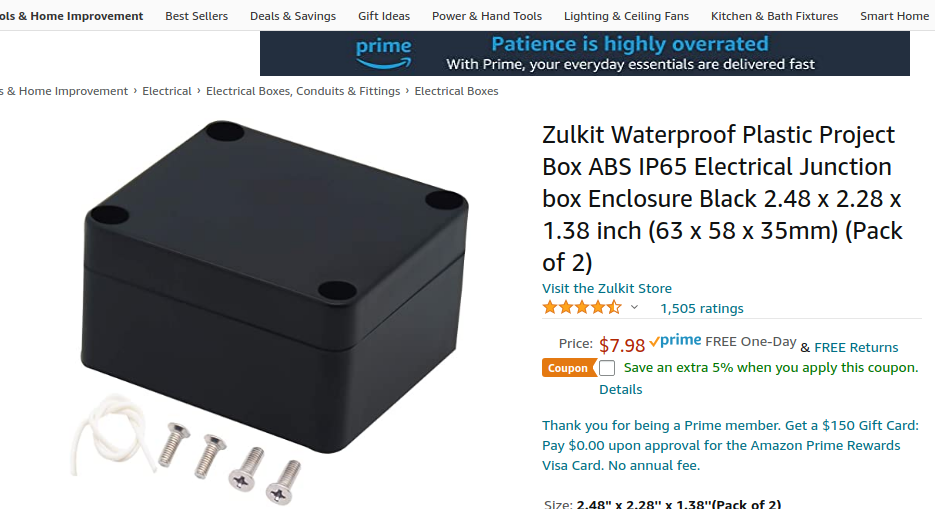 ols & Home Improvement Best Sellers Deals & Savings Gift Ideas Power & Hand Tools Lighting & Ceiling Fans Kitchen & Bath Fixtures Smart Home
prime Patience is highly overrated
With Prime, your everyday essentials are delivered fast
s & Home Improvement › Electrical › Electrical Boxes, Conduits & Fittings › Electrical Boxes
Zulkit Waterproof Plastic Project
Box ABS IP65 Electrical Junction
box Enclosure Black 2.48 x 2.28 x
1.38 inch (63 x 58 x 35mm) (Pack
of 2)
Visit the Zulkit Store
1,505 ratings
Price: $7.98 prime FREE One-Day & FREE Returns
Coupon Save an extra 5% when you apply this coupon.
Details
Thank you for being a Prime member. Get a $150 Gift Card:
Pay $0.00 upon approval for the Amazon Prime Rewards
Visa Card. No annual fee.
Size: 2.48" x 2.28'' x 1.38''(Pack of 2)